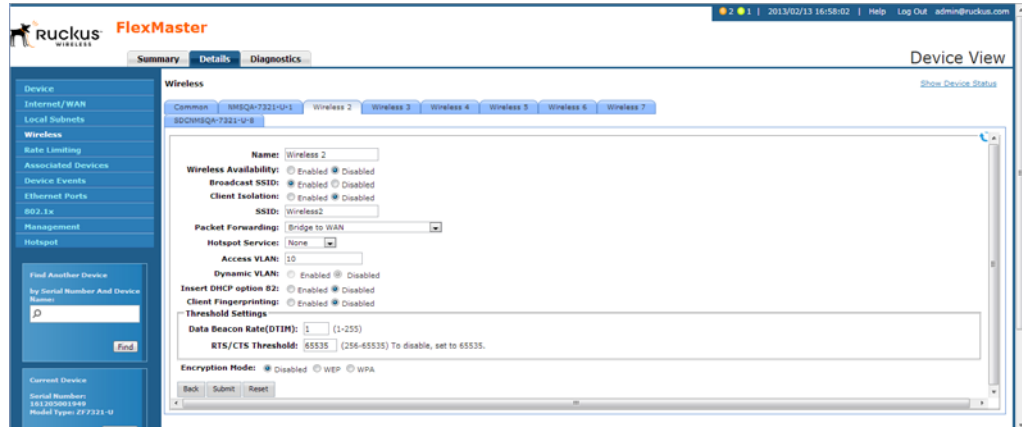 2 1 | 2013/02/13 16:58:02 | Help Log Out admin@ruckus.com
Ruckus WIRELESS
FlexMaster
Summary Details Diagnostics
Device View
Device
Internet/WAN
Local Subnets
Wireless
Rate Limiting
Associated Devices
Device Events
Ethernet Ports
802.1x
Management
Hotspot
Find Another Device
by Serial Number And Device
Name:
Find
Current Device
Serial Number:
161205001949
Model Type: ZF7321-U
Wireless
Show Device Status
Common NMSQA-7321-U-1 Wireless 2 Wireless 3 Wireless 4 Wireless 5 Wireless 6 Wireless 7
SDCNMSQA-7321-U-8
Name: Wireless 2
Wireless Availability: Enabled Disabled
Broadcast SSID: Enabled Disabled
Client Isolation: Enabled Disabled
SSID: Wireless2
Packet Forwarding: Bridge to WAN
Hotspot Service: None
Access VLAN: 10
Dynamic VLAN: Enabled Disabled
Insert DHCP option 82: Enabled Disabled
Client Fingerprinting: Enabled Disabled
Threshold Settings
Data Beacon Rate(DTIM): 1 (1-255)
RTS/CTS Threshold: 65535 (256-65535) To disable, set to 65535.
Encryption Mode: Disabled WEP WPA
Back Submit Reset